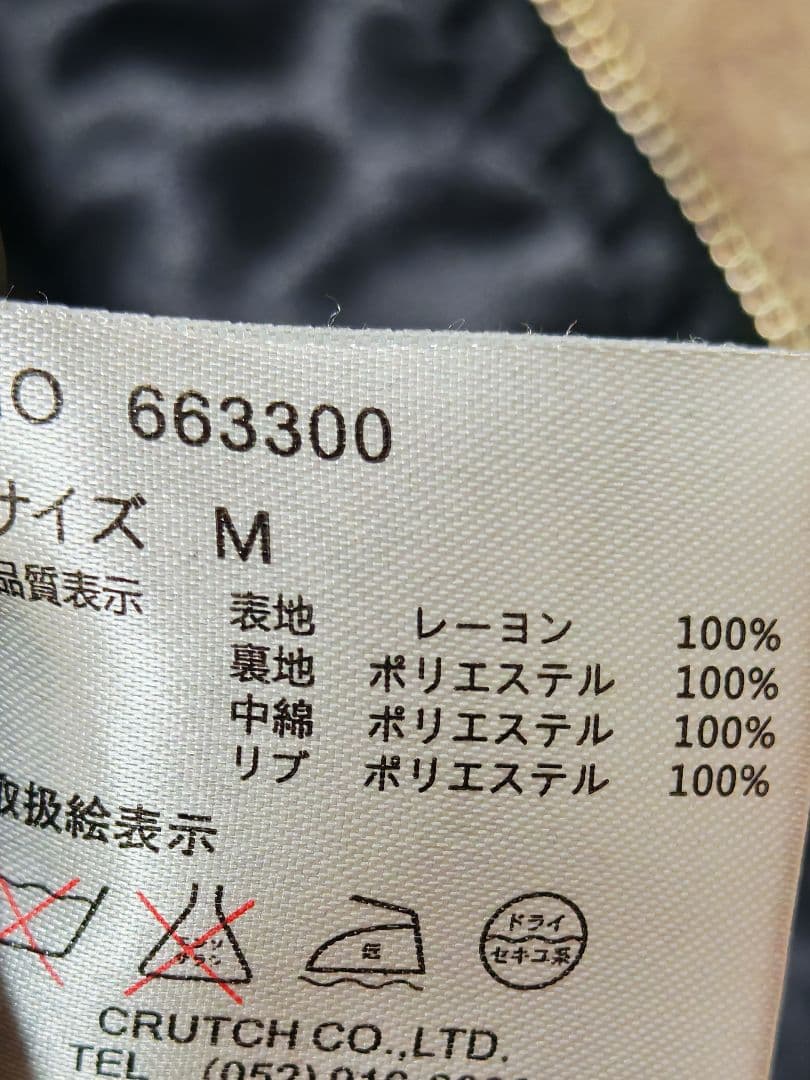 O 663300
サイズ M
品質表示
表地 レーヨン 100%
裏地 ポリエステル 100%
中綿 ポリエステル 100%
リブ ポリエステル 100%
取扱絵表示
低
ドライ
セキユ系
CRUTCH CO.,LTD.
TEL (052)